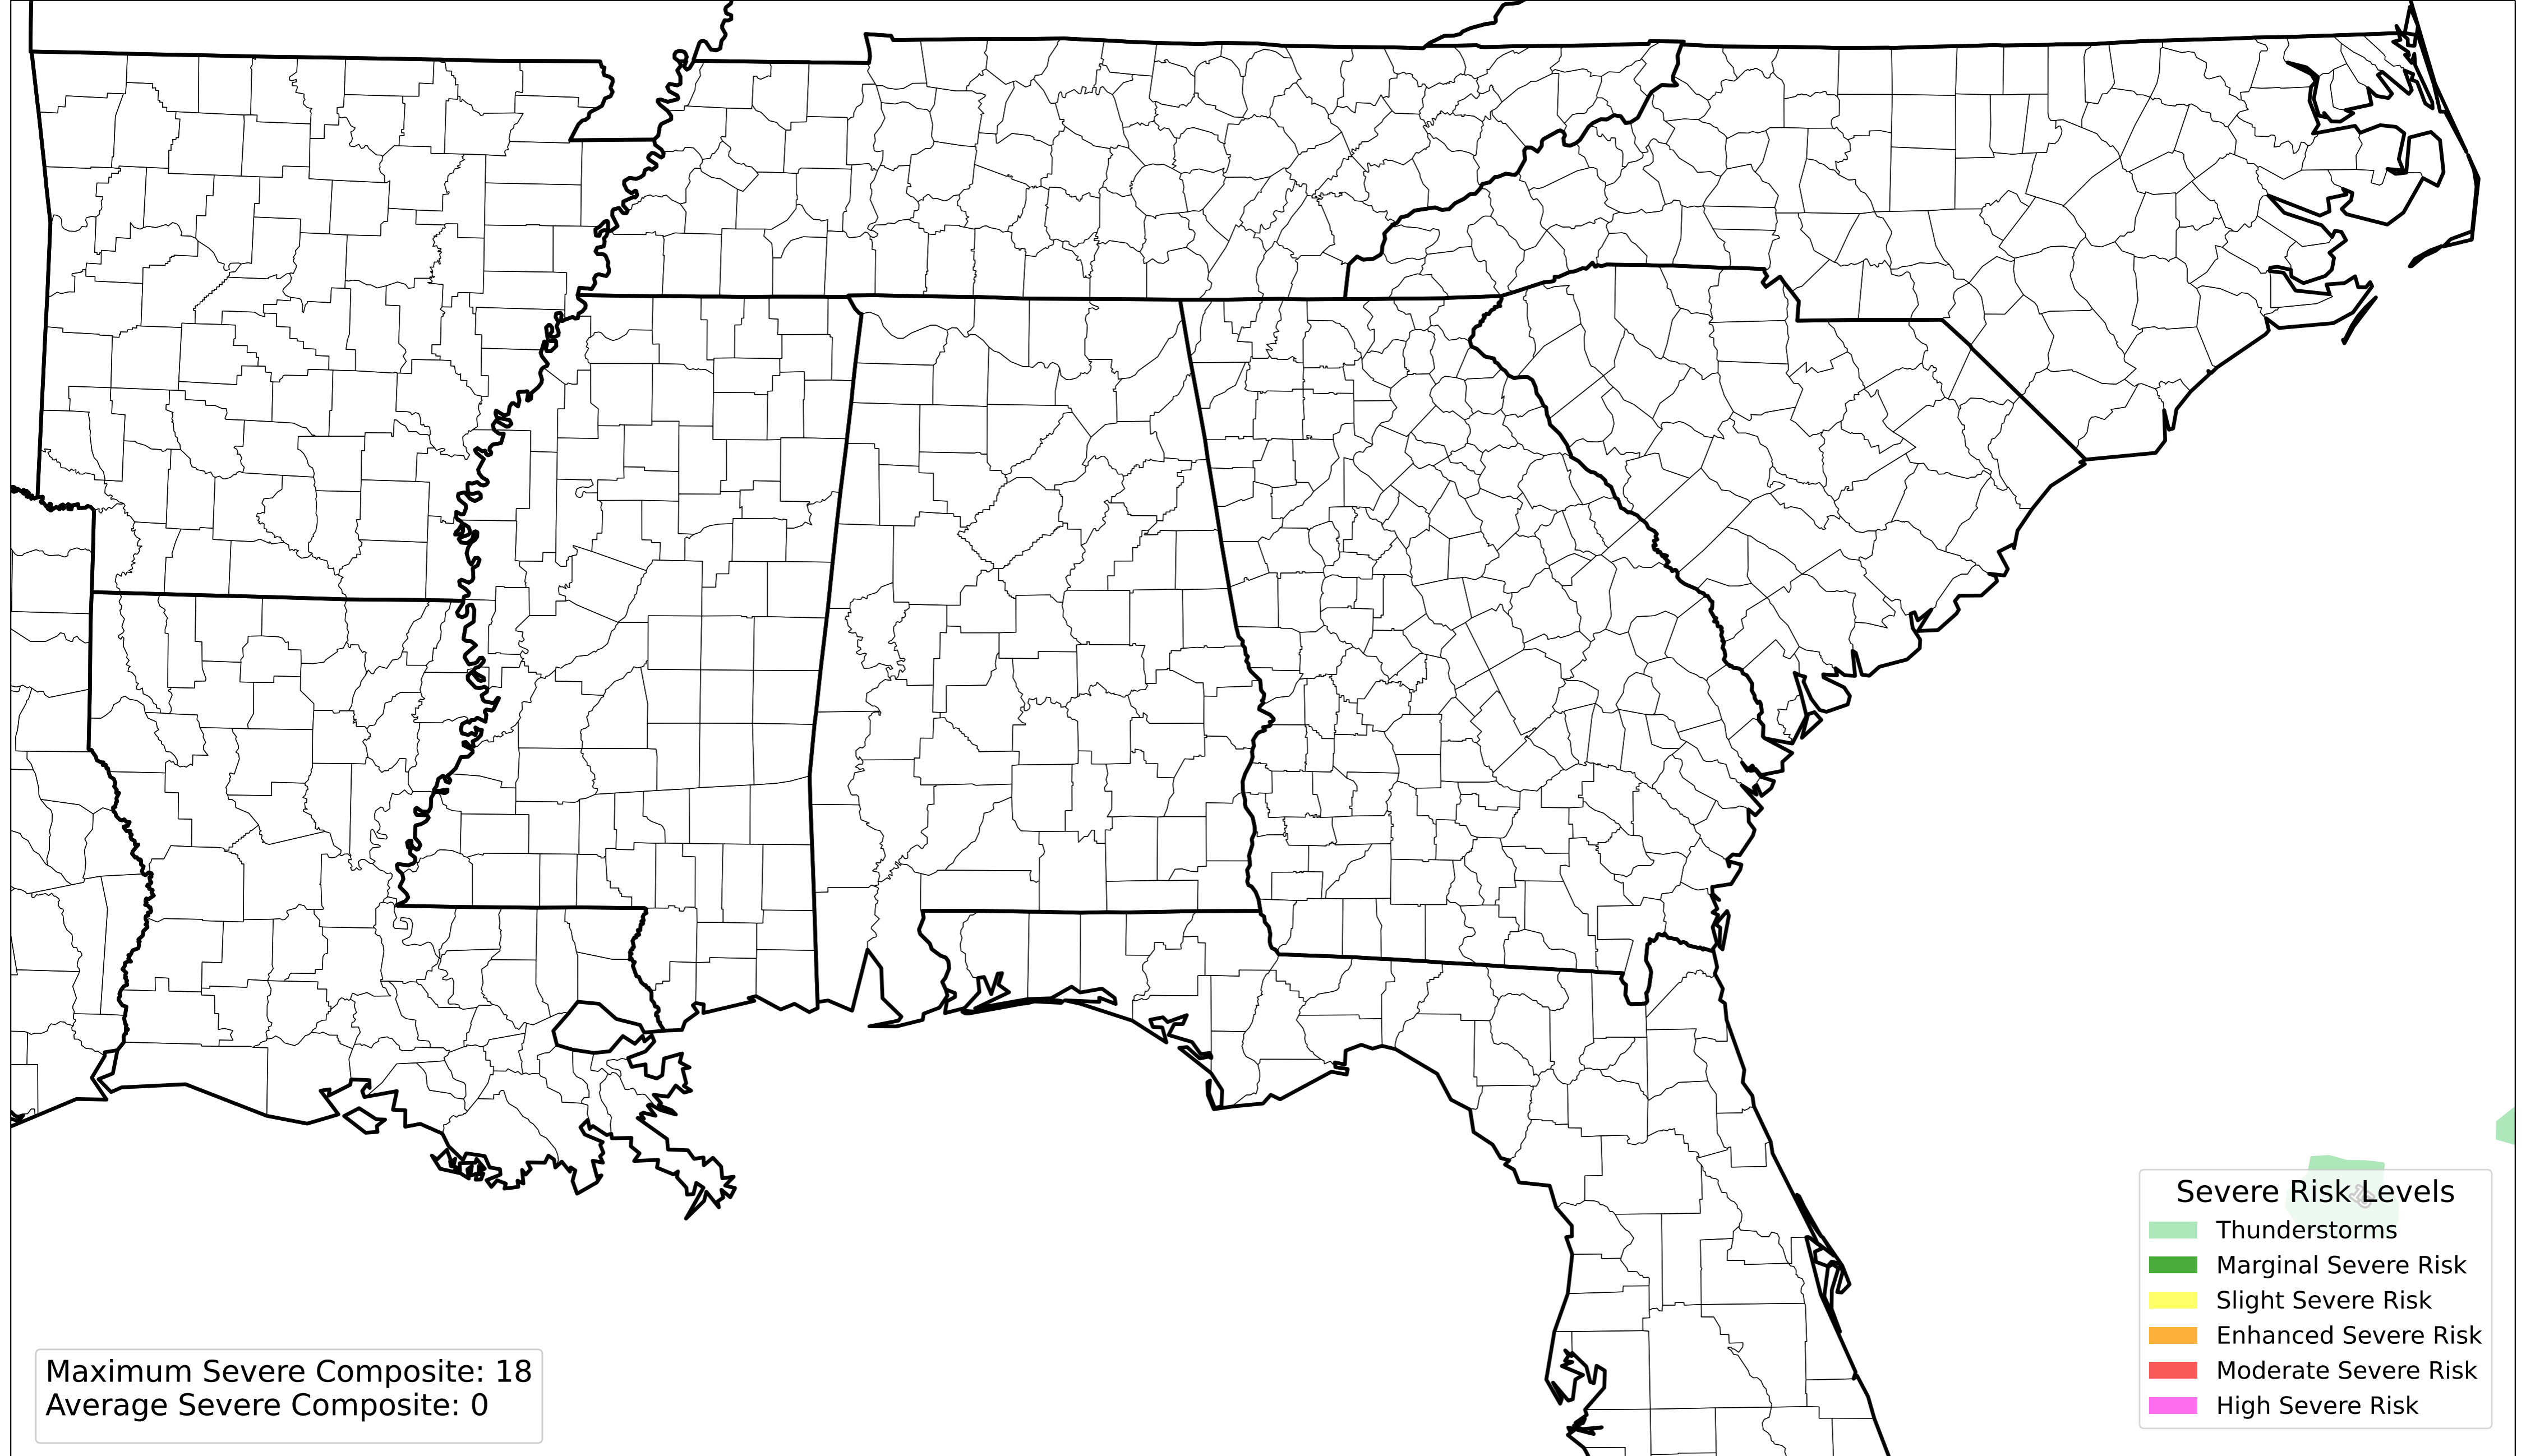 Severe Risk Levels
Thunderstorms
Marginal Severe Risk
Slight Severe Risk
Enhanced Severe Risk
Moderate Severe Risk
High Severe Risk
Maximum Severe Composite: 18
Average Severe Composite: 0